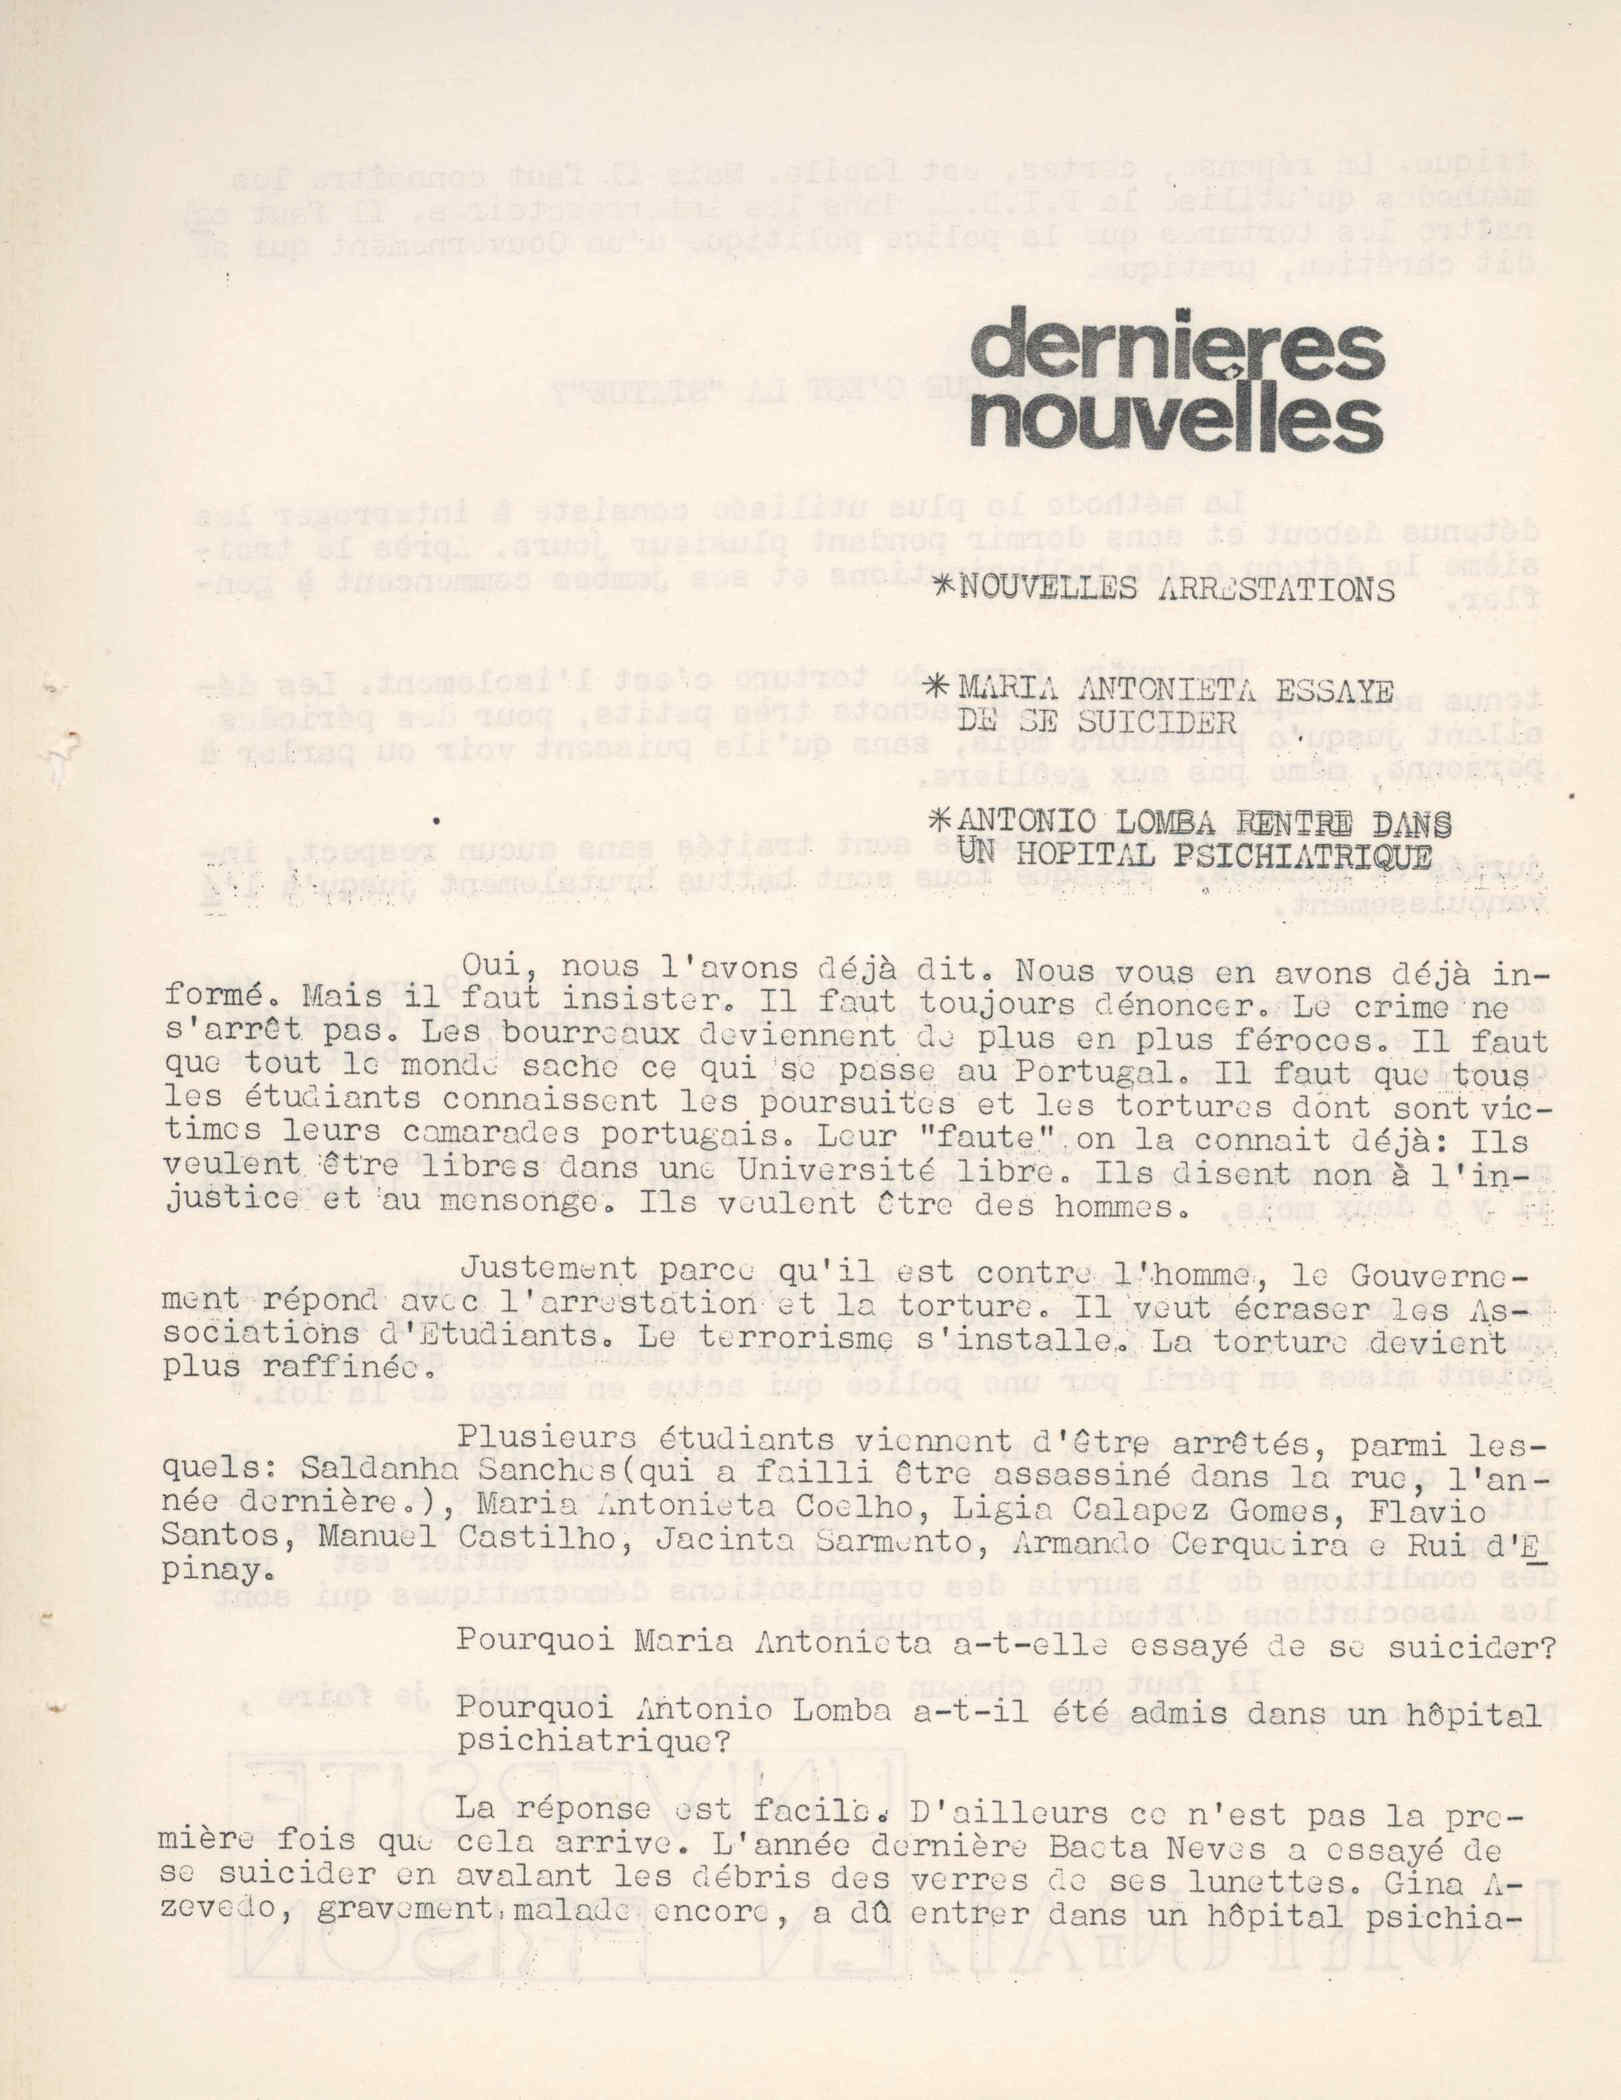 dernieres
nouvelles
*NOUVELLES ARRESTATIONS
*MARIA ANTONIETA ESSAYE
DE SE SUICIDER
*ANTONIO LOMBA RENTRE DANS
UN HOPITAL PSICHIATRIQUE
Oui, nous l'avons déjà dit. Nous vous en avons déjà in-
formé. Mais il faut insister. Il faut toujours dénoncer. Le crime ne
s'arrêt pas. Les bourreaux deviennent de plus en plus féroces. Il faut
que tout le monde sache ce qui se passe au Portugal. Il faut que tous
les étudiants connaissent les poursuites et les tortures dont sont vic-
times leurs camarades portugais. Leur "faute" on la connait déjà: Ils
veulent être libres dans une Université libre. Ils disent non à l'in-
justice et au mensonge. Ils veulent être des hommes.
Justement parce qu'il est contre l'homme, le Gouverne-
ment répond avec l'arrestation et la torture. Il veut écraser les As-
sociations d'Etudiants. Le terrorisme s'installe. La torture devient
plus raffinée.
Plusieurs étudiants viennent d'être arrêtés, parmi les-
quels: Saldanha Sanches(qui a failli être assassiné dans la rue, l'an-
née dernière.), Maria Antonieta Coelho, Ligia Calapez Gomes, Flavio
Santos, Manuel Castilho, Jacinta Sarmento, Armando Cerqueira e Rui d'E
pinay.
Pourquoi Maria Antonieta a-t-elle essayé de se suicider?
Pourquoi Antonio Lomba a-t-il été admis dans un hôpital
psichiatrique?
La réponse est facile. D'ailleurs ce n'est pas la pre-
mière fois que cela arrive. L'année dernière Baeta Neves a essayé de
se suicider en avalant les débris des verres de ses lunettes. Gina A-
zevedo, gravement malade encore, a dû entrer dans un hôpital psichia-